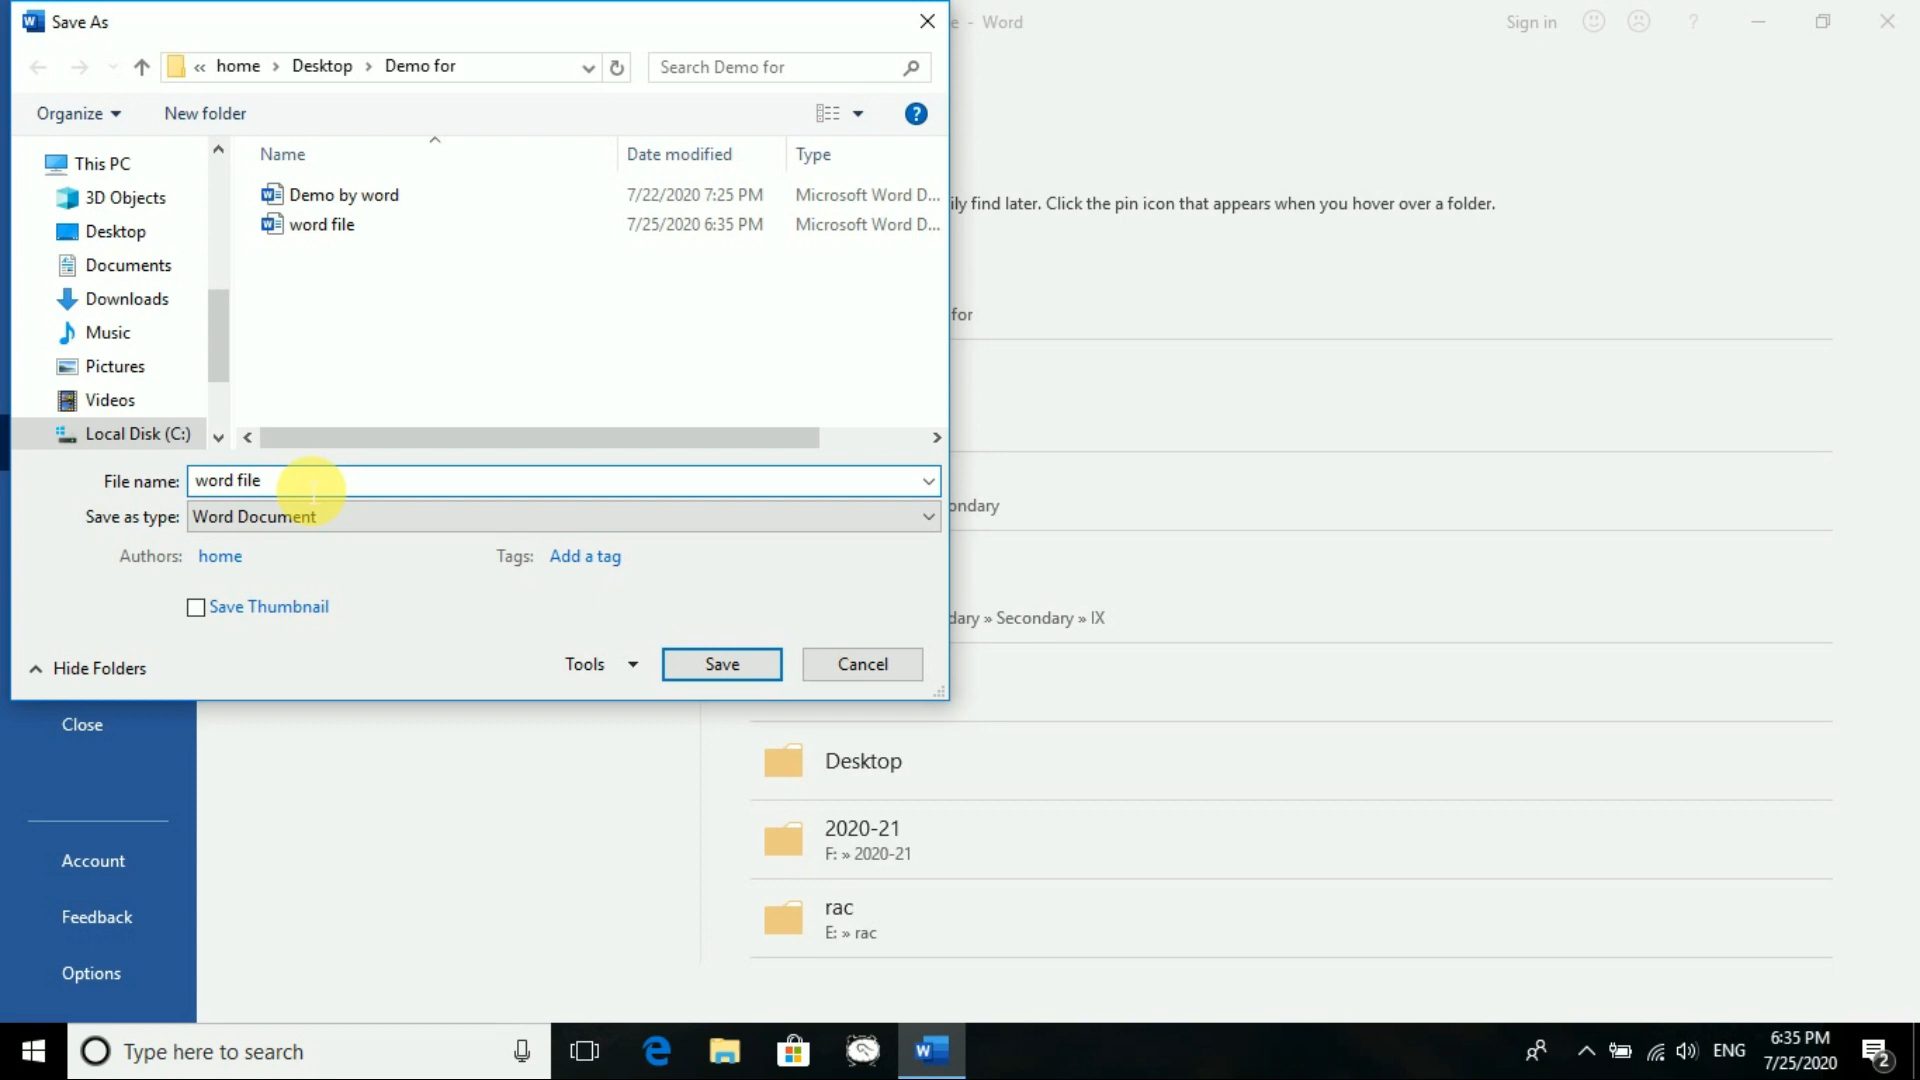 Save As
e - Word
Sign in
?
« home > Desktop > Demo for
Search Demo for
Organize
New folder
?
This PC
3D Objects
Desktop
Documents
Downloads
Music
Pictures
Videos
Local Disk (C:)
Name Date modified Type
Demo by word 7/22/2020 7:25 PM Microsoft Word D...
word file 7/25/2020 6:35 PM Microsoft Word D...
ily find later. Click the pin icon that appears when you hover over a folder.
for
File name: word file
Save as type: Word Document
ondary
Authors: home Tags: Add a tag
Save Thumbnail
dary » Secondary » IX
Hide Folders
Tools
Save
Cancel
Close
Account
Feedback
Options
Desktop
2020-21
F: » 2020-21
rac
E: » rac
Type here to search
ENG
6:35 PM
7/25/2020
2